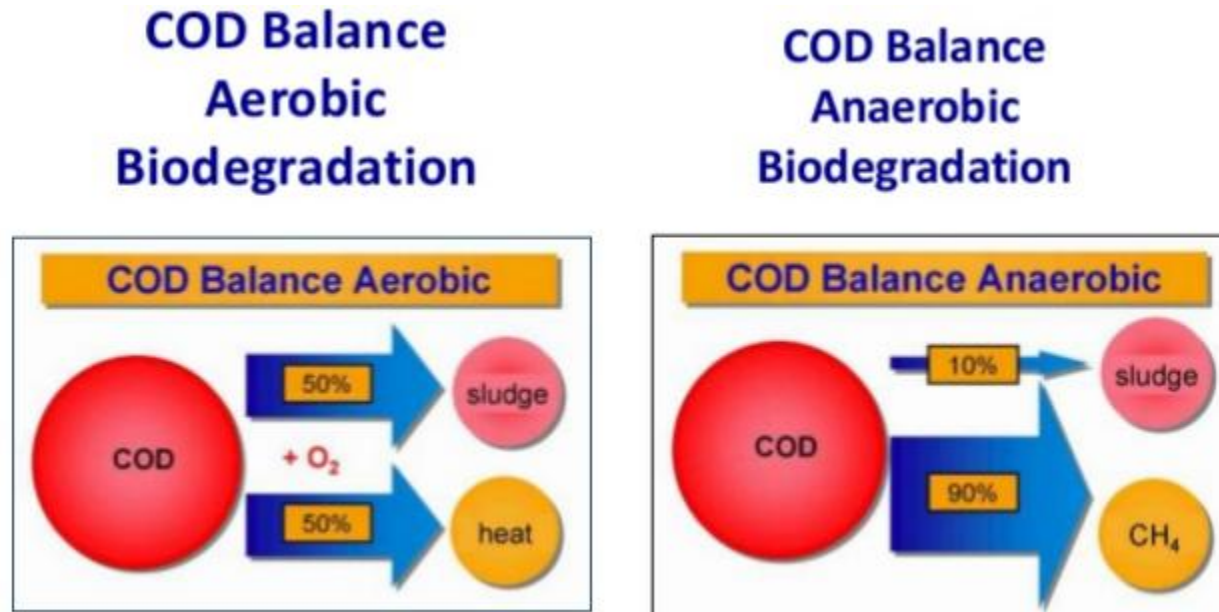 COD Balance
Aerobic
Biodegradation
COD Balance Aerobic
COD
50%
sludge
+ O₂
50%
heat
COD Balance
Anaerobic
Biodegradation
COD Balance Anaerobic
COD
10%
sludge
90%
CH₄